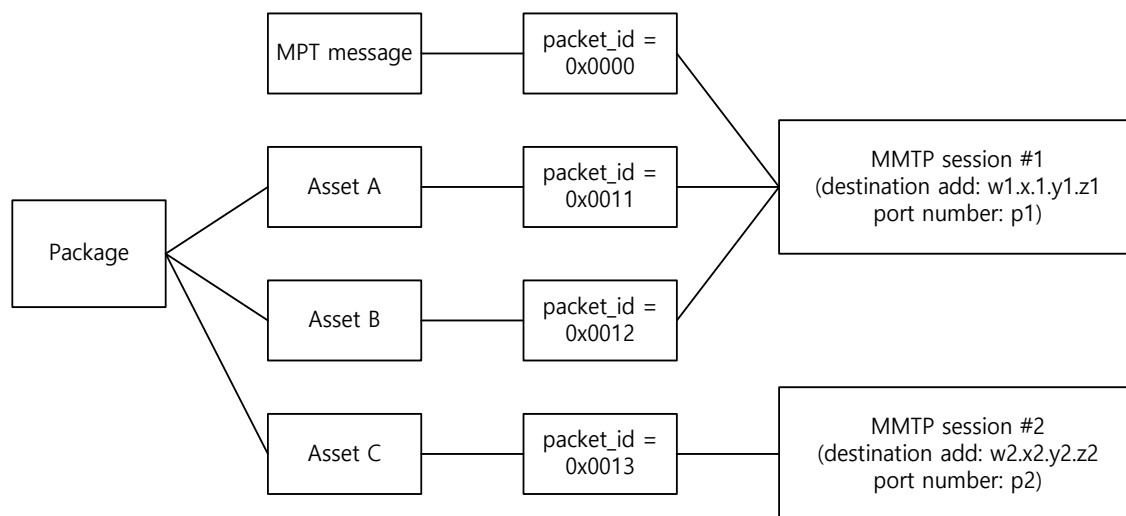 MPT message
packet_id =
0x0000
Asset A
packet_id =
0x0011
MMTP session #1
(destination add: w1.x.1.y1.z1
port number: p1)
Package
Asset B
packet_id =
0x0012
Asset C
packet_id =
0x0013
MMTP session #2
(destination add: w2.x2.y2.z2
port number: p2)